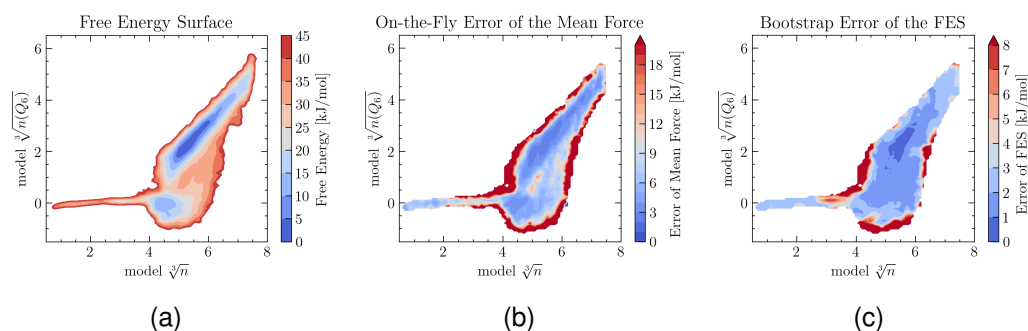 Free Energy Surface
6
4
2
0
2 4 6 8
model ∛n(Q₆)
model ∛n
45
40
35
30
25
20
15
10
5
0
Free Energy [kJ/mol]
(a)
On-the-Fly Error of the Mean Force
6
4
2
0
2 4 6 8
model ∛n(Q₆)
model ∛n
18
15
12
9
6
3
0
Error of Mean Force [kJ/mol]
(b)
Bootstrap Error of the FES
6
4
2
0
2 4 6 8
model ∛n(Q₆)
model ∛n
8
7
6
5
4
3
2
1
0
Error of FES [kJ/mol]
(c)